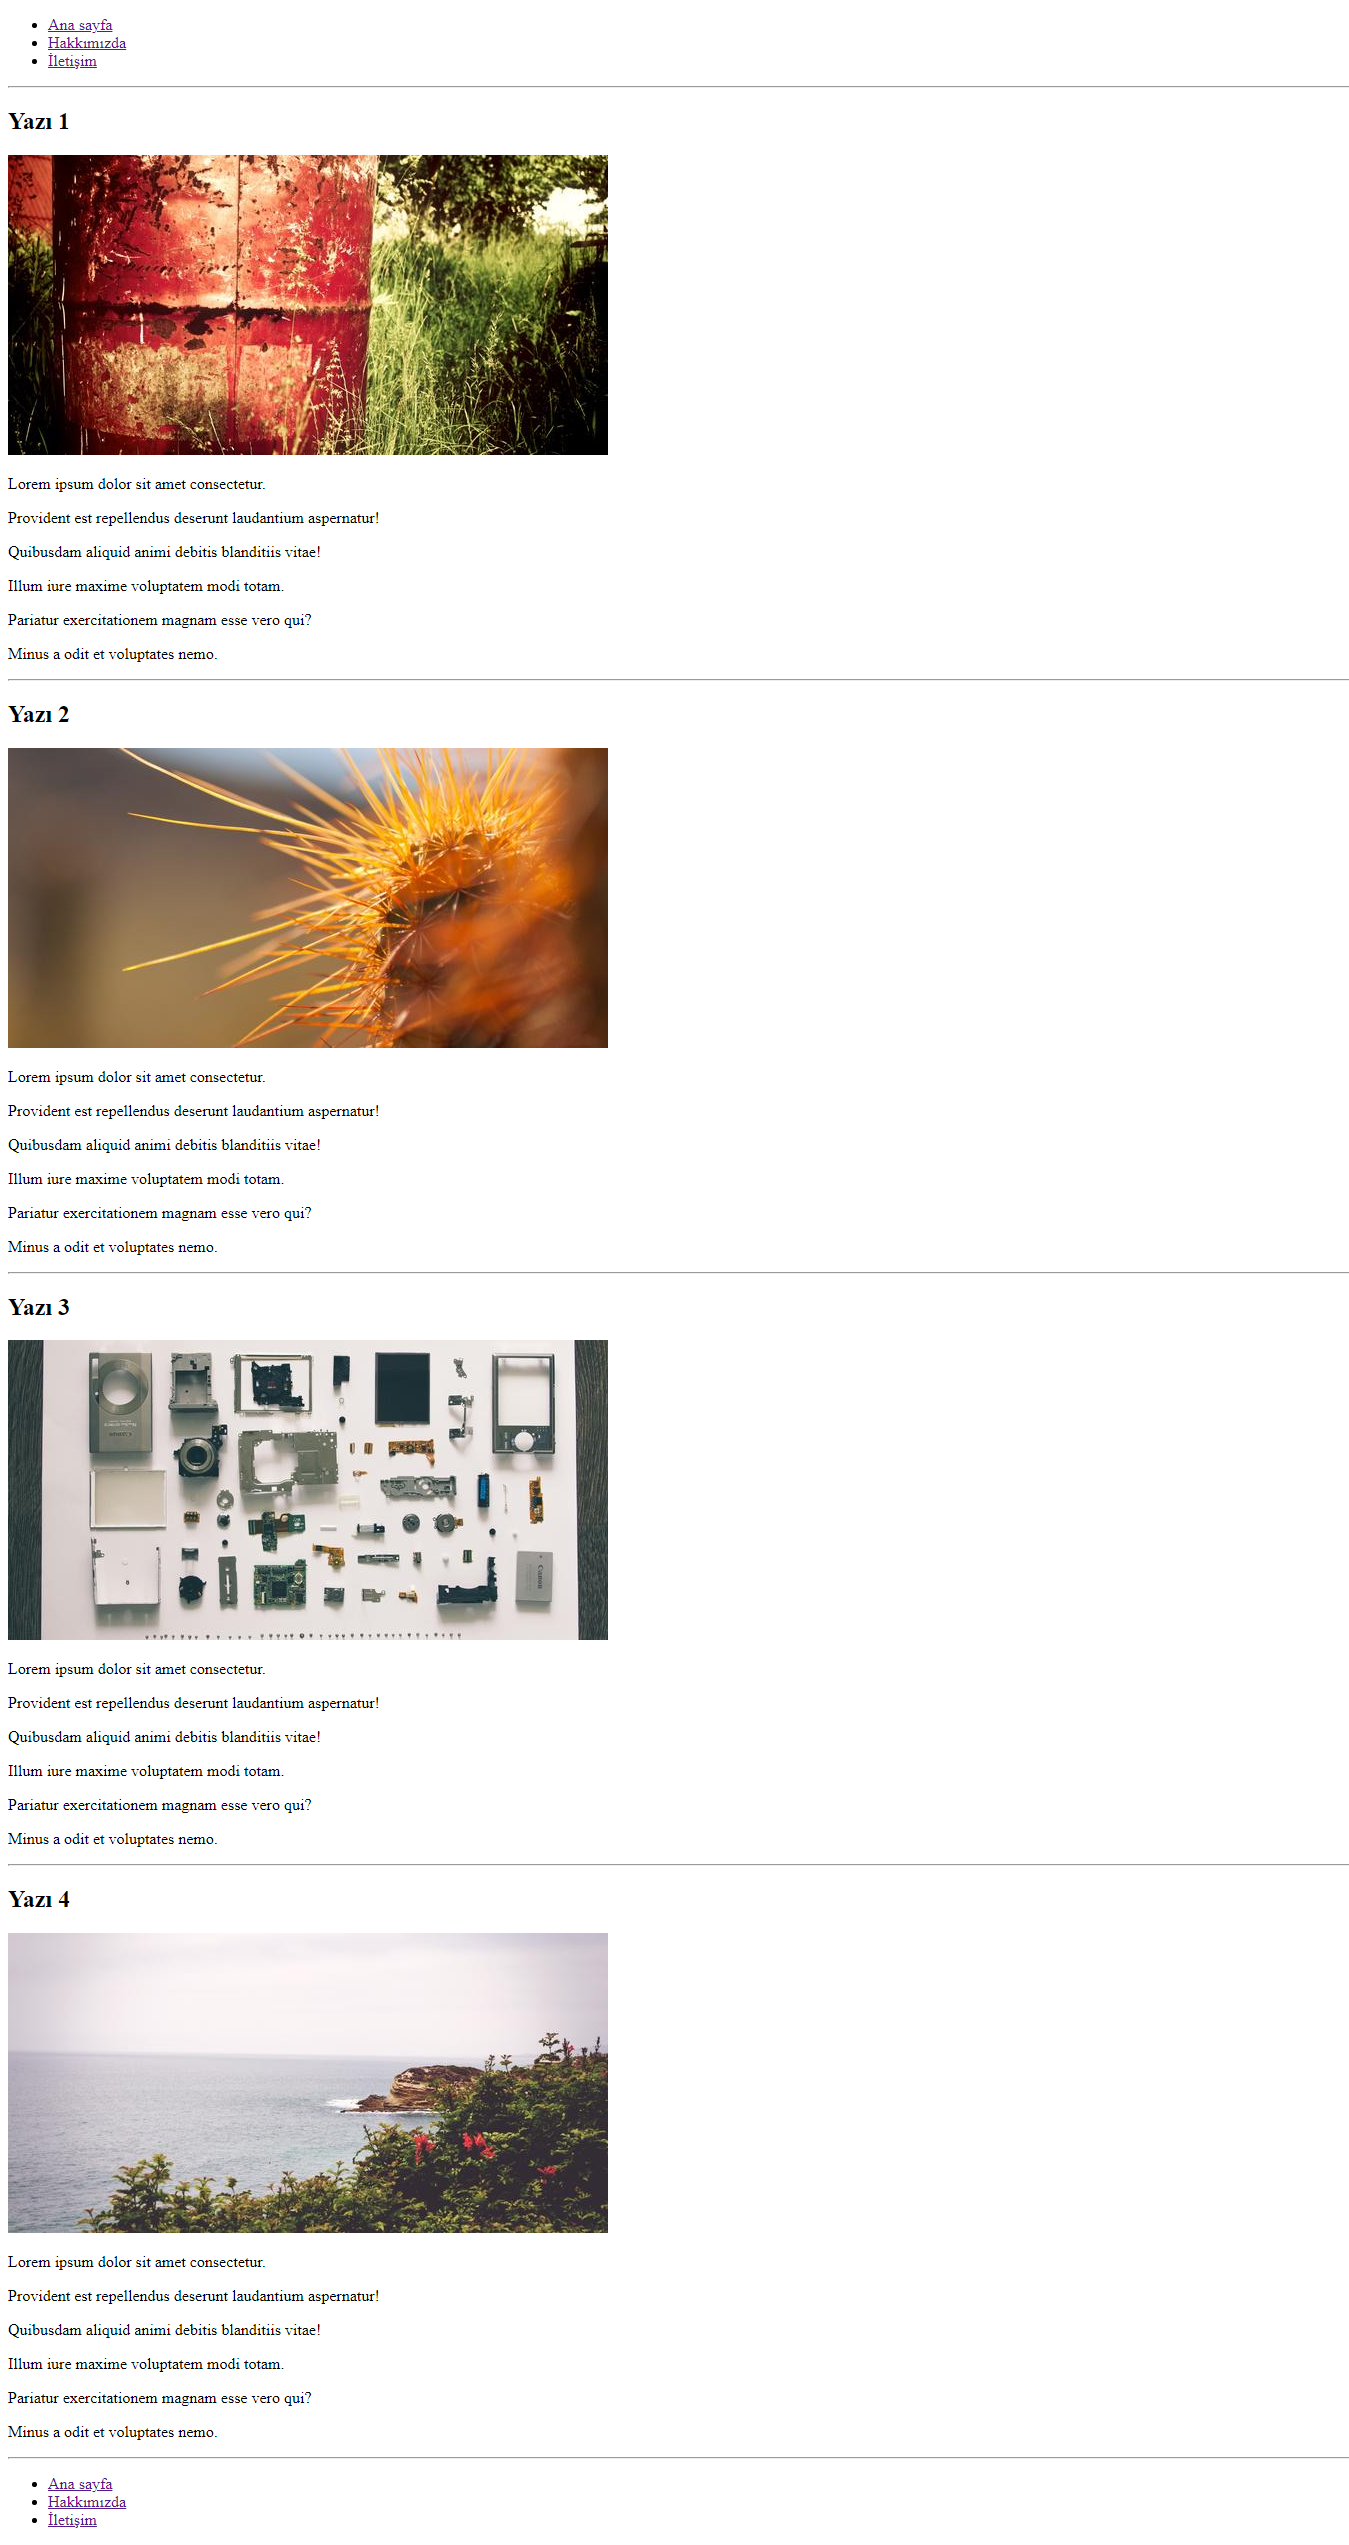 Ana sayfa
Hakkımızda
İletişim
Yazı 1
Lorem ipsum dolor sit amet consectetur.
Provident est repellendus deserunt laudantium aspernatur!
Quibusdam aliquid animi debitis blanditiis vitae!
Illum iure maxime voluptatem modi totam.
Pariatur exercitationem magnam esse vero qui?
Minus a odit et voluptates nemo.
Yazı 2
Lorem ipsum dolor sit amet consectetur.
Provident est repellendus deserunt laudantium aspernatur!
Quibusdam aliquid animi debitis blanditiis vitae!
Illum iure maxime voluptatem modi totam.
Pariatur exercitationem magnam esse vero qui?
Minus a odit et voluptates nemo.
Yazı 3
Canon
Lorem ipsum dolor sit amet consectetur.
Provident est repellendus deserunt laudantium aspernatur!
Quibusdam aliquid animi debitis blanditiis vitae!
Illum iure maxime voluptatem modi totam.
Pariatur exercitationem magnam esse vero qui?
Minus a odit et voluptates nemo.
Yazı 4
Lorem ipsum dolor sit amet consectetur.
Provident est repellendus deserunt laudantium aspernatur!
Quibusdam aliquid animi debitis blanditiis vitae!
Illum iure maxime voluptatem modi totam.
Pariatur exercitationem magnam esse vero qui?
Minus a odit et voluptates nemo.
Ana sayfa
Hakkımızda
İletişim